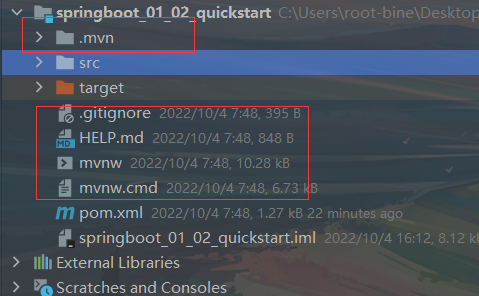 springboot_01_02_quickstart C:\Users\root-bine\Desktop
.mvn
src
target
.gitignore 2022/10/4 7:48, 395 B
HELP.md 2022/10/4 7:48, 848 B
mvnw 2022/10/4 7:48, 10.28 kB
mvnw.cmd 2022/10/4 7:48, 6.73 kB
pom.xml 2022/10/4 7:48, 1.27 kB 22 minutes ago
springboot_01_02_quickstart.iml 2022/10/4 16:12, 8.12 k
External Libraries
Scratches and Consoles